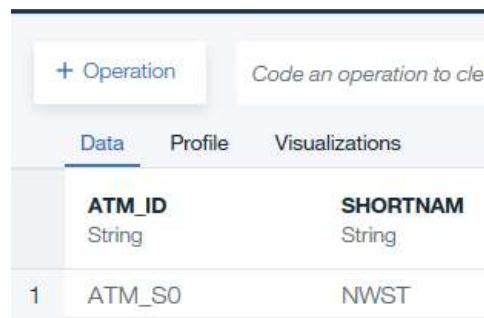 + Operation
Code an operation to cle
Data Profile Visualizations
ATM_ID SHORTNAM
String String
1 ATM_S0 NWST